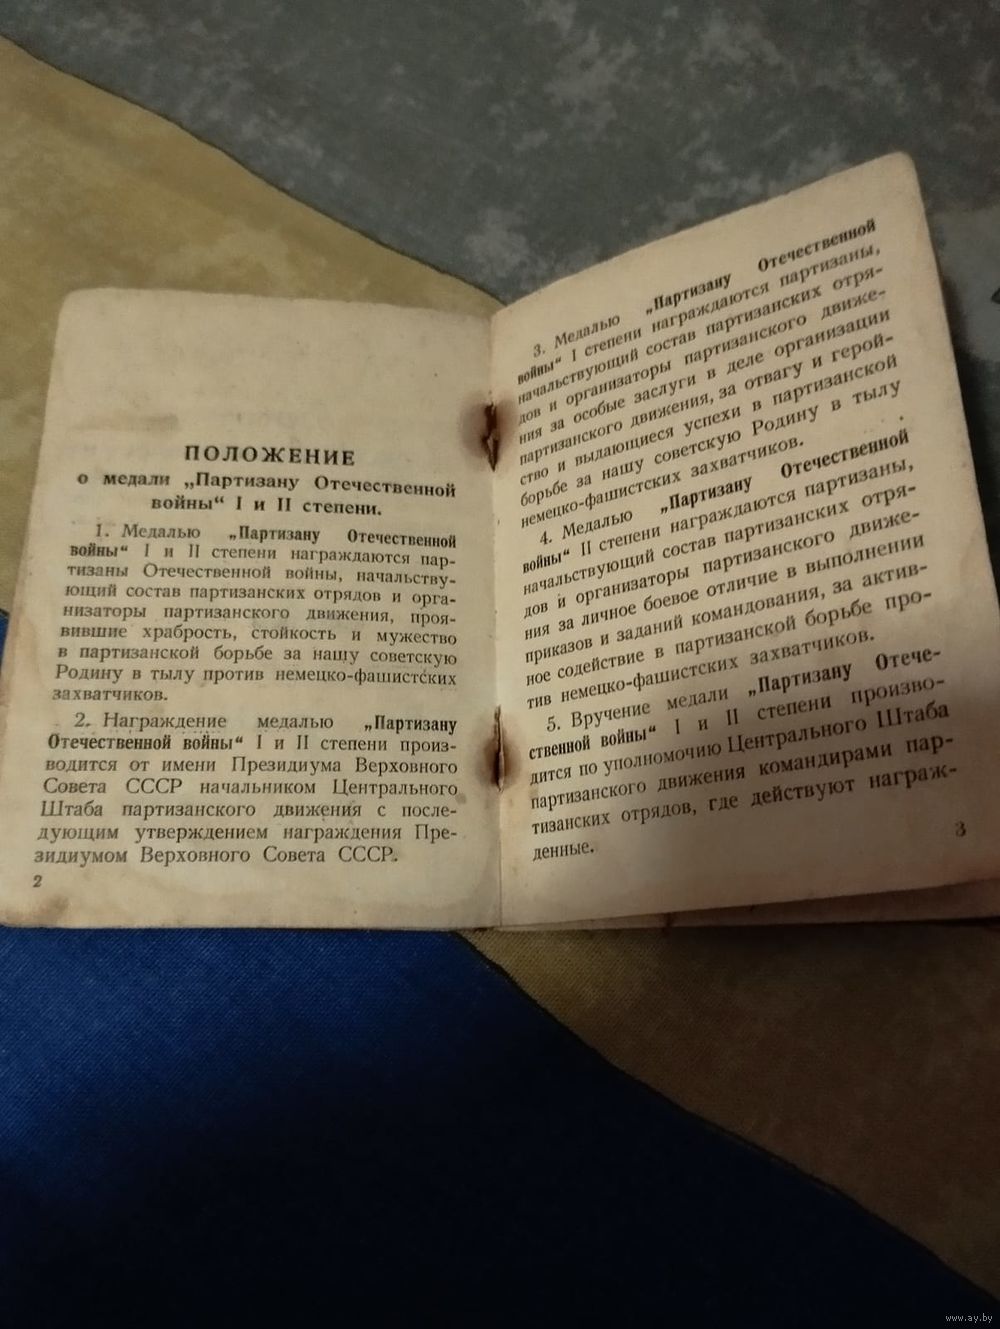 ПОЛОЖЕНИЕ
о медали „Партизану Отечественной
войны“ I и II степени.
1. Медалью „Партизану Отечественной
войны“ I и II степени награждаются пар-
тизаны Отечественной войны, начальству-
ющий состав партизанских отрядов и орга-
низаторы партизанского движения, проя-
вившие храбрость, стойкость и мужество
в партизанской борьбе за нашу советскую
Родину в тылу против немецко-фашистских
захватчиков.
2. Награждение медалью „Партизану
Отечественной войны“ I и II степени произ-
водится от имени Президиума Верховного
Совета СССР начальником Центрального
Штаба партизанского движения с после-
дующим утверждением награждения Пре-
зидиумом Верховного Совета СССР.
2
3. Медалью „Партизану Отечественной
войны“ I степени награждаются партизаны,
начальствующий состав партизанских отря-
дов и организаторы партизанского движе-
ния за особые заслуги в деле организации
партизанского движения, за отвагу и герой-
ство и выдающиеся успехи в партизанской
борьбе за нашу советскую Родину в тылу
немецко-фашистских захватчиков.
4. Медалью „Партизану Отечественной
войны“ II степени награждаются партизаны,
начальствующий состав партизанских отря-
дов и организаторы партизанского движе-
ния за личное боевое отличие в выполнении
приказов и заданий командования, за актив-
ное содействие в партизанской борьбе про-
тив немецко-фашистских захватчиков.
5. Вручение медали „Партизану Отече-
ственной войны“ I и II степени произво-
дится по уполномочию Центрального Штаба
партизанского движения командирами пар-
тизанских отрядов, где действуют награж-
денные.
3
www.ay.by